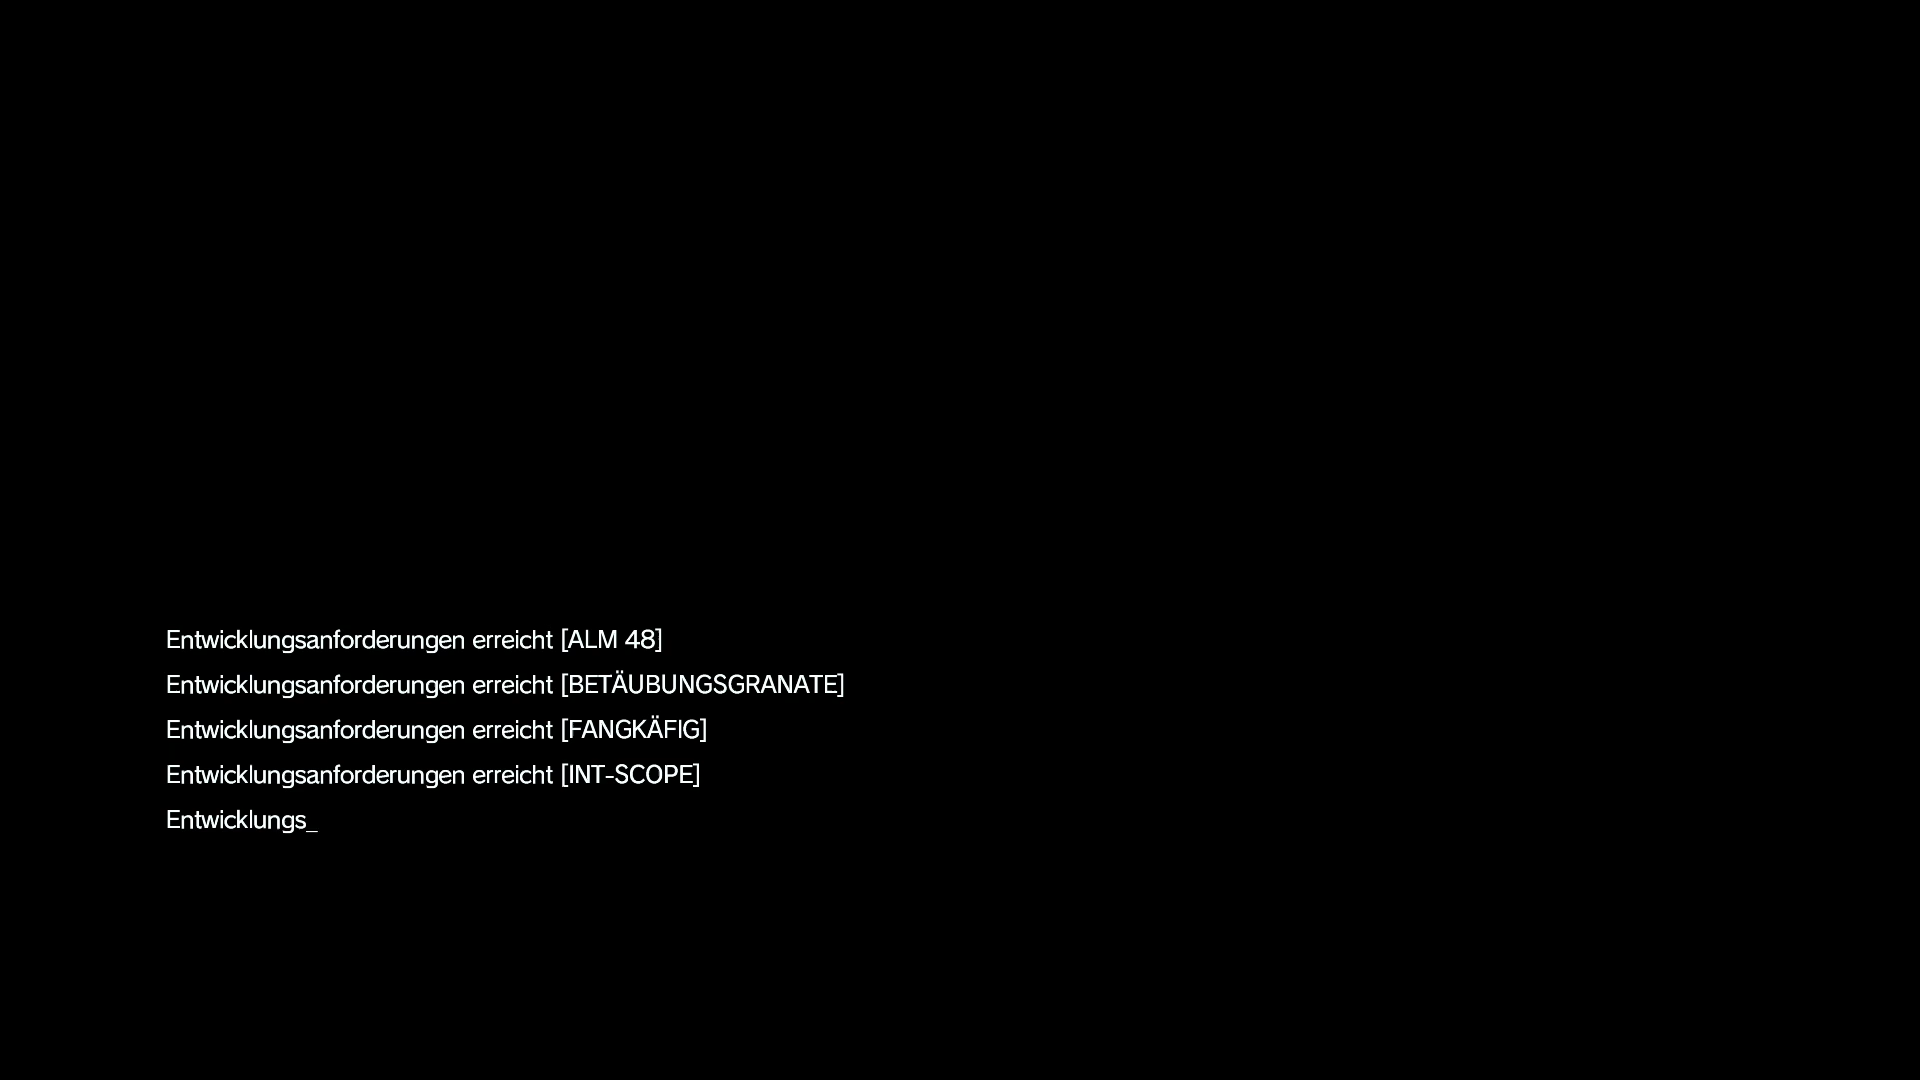 Entwicklungsanforderungen erreicht [ALM 48]
Entwicklungsanforderungen erreicht [BETÄUBUNGSGRANATE]
Entwicklungsanforderungen erreicht [FANGKÄFIG]
Entwicklungsanforderungen erreicht [INT-SCOPE]
Entwicklungs_